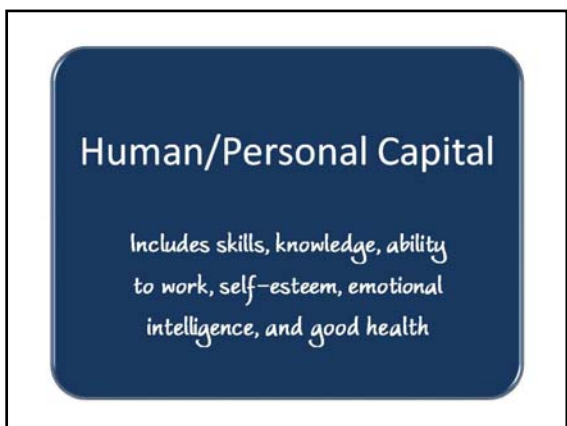 Human/Personal Capital
Includes skills, knowledge, ability
to work, self-esteem, emotional
intelligence, and good health